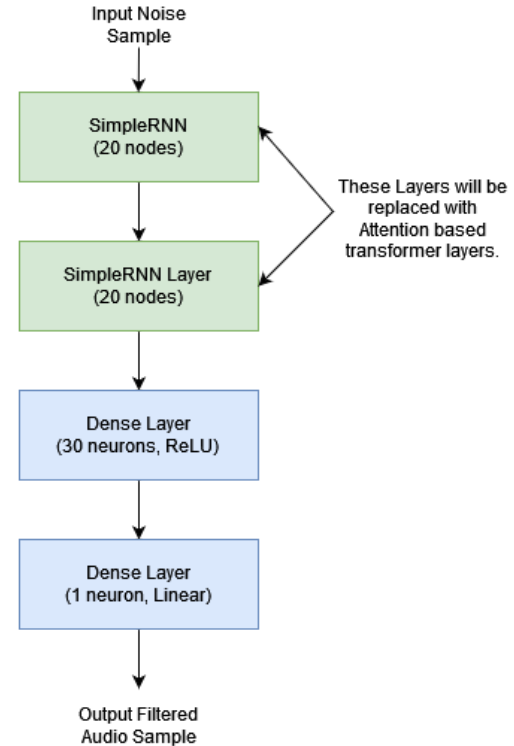 Input Noise
Sample
SimpleRNN
(20 nodes)
These Layers will be
replaced with
Attention based
transformer layers.
SimpleRNN Layer
(20 nodes)
Dense Layer
(30 neurons, ReLU)
Dense Layer
(1 neuron, Linear)
Output Filtered
Audio Sample